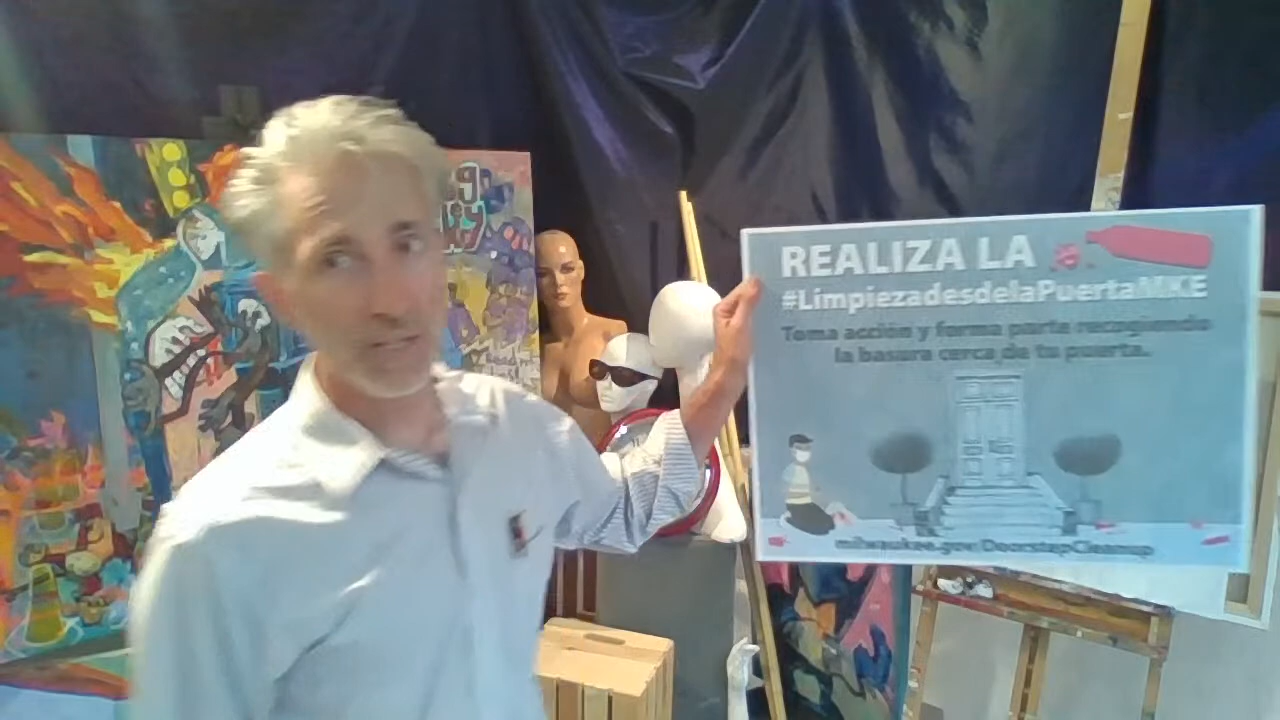 REALIZA LA
#LimpiezadesdelaPuertaMKE
Toma acción y forma parte recogiendo
la basura cerca de tu puerta.
milwaukee.gov/DoorstepCleanup